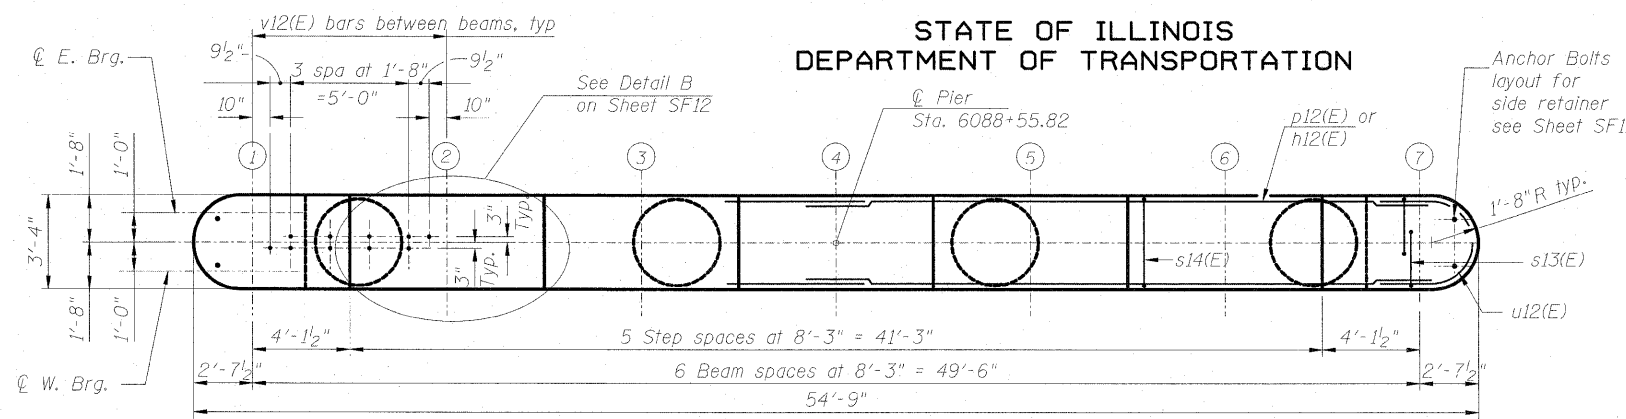 STATE OF ILLINOIS
DEPARTMENT OF TRANSPORTATION
v12(E) bars between beams, typ
9½"
9½"
3 spa at 1'-8"
=5'-0"
10"
10"
℄ E. Brg.
See Detail B
on Sheet SF12
℄ Pier
Sta. 6088+55.82
p12(E) or
h12(E)
Anchor Bolts
layout for
side retainer
see Sheet SF1
1
2
3
4
5
6
7
1'-8"
1'-0"
3'-4"
1'-8"
1'-0"
3"
Typ.
3"
Typ.
1'-8" R typ.
s14(E)
s13(E)
u12(E)
℄ W. Brg.
4'-1½"
5 Step spaces at 8'-3" = 41'-3"
4'-1½"
2'-7½"
6 Beam spaces at 8'-3" = 49'-6"
2'-7½"
54'-9"